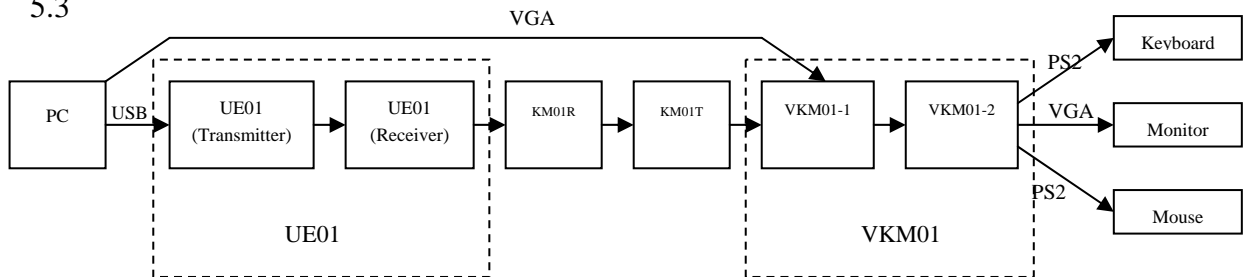 5.3
VGA
PC
USB
UE01
(Transmitter)
UE01
(Receiver)
KM01R
KM01T
VKM01-1
VKM01-2
PS2
Kevboard
VGA
Monitor
PS2
Mouse
UE01
VKM01